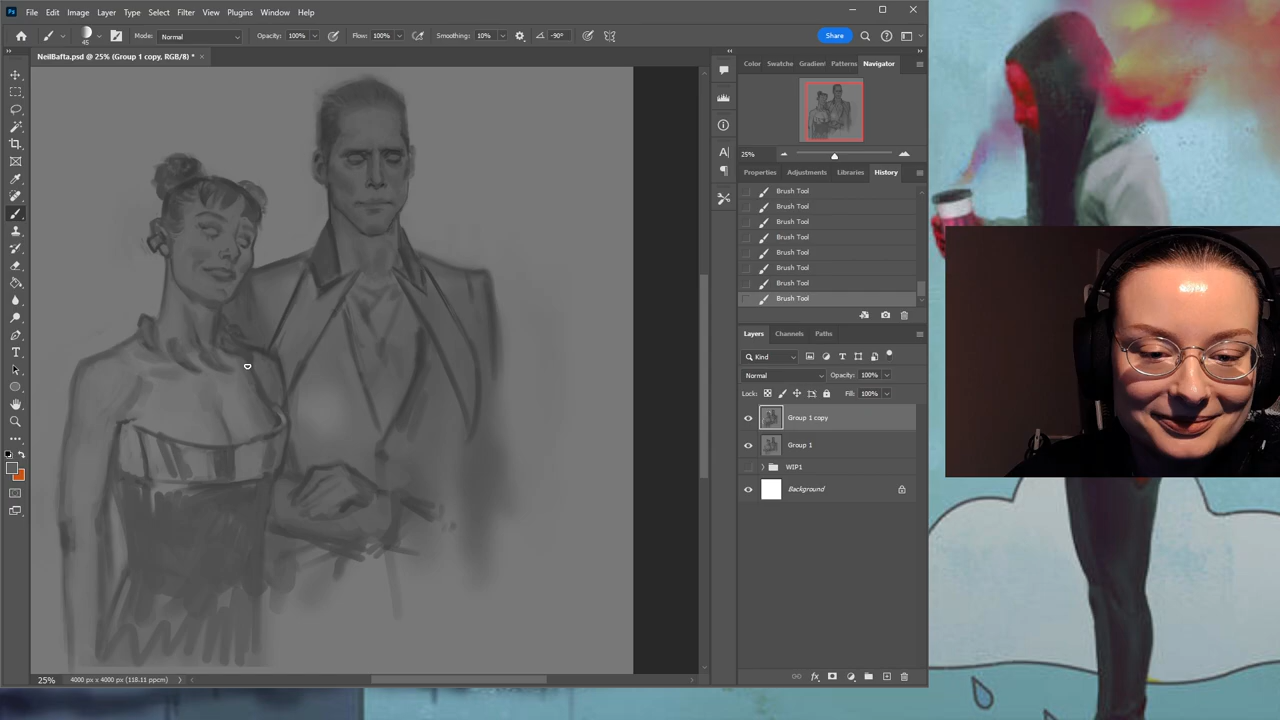 Ps File Edit Image Layer Type Select Filter View Plugins Window Help
45 Mode: Normal Opacity: 100% Flow: 100% Smoothing: 10% -90° Share
NeilBafta.psd @ 25% (Group 1 copy, RGB/8) *
Color Swatche Gradient Patterns Navigator
25%
Properties Adjustments Libraries History
Brush Tool
Brush Tool
Brush Tool
Brush Tool
Brush Tool
Brush Tool
Brush Tool
Brush Tool
Layers Channels Paths
Kind
Normal Opacity: 100%
Lock: Fill: 100%
Group 1 copy
Group 1
WIP1
Background
25% 4000 px x 4000 px (118.11 ppcm)